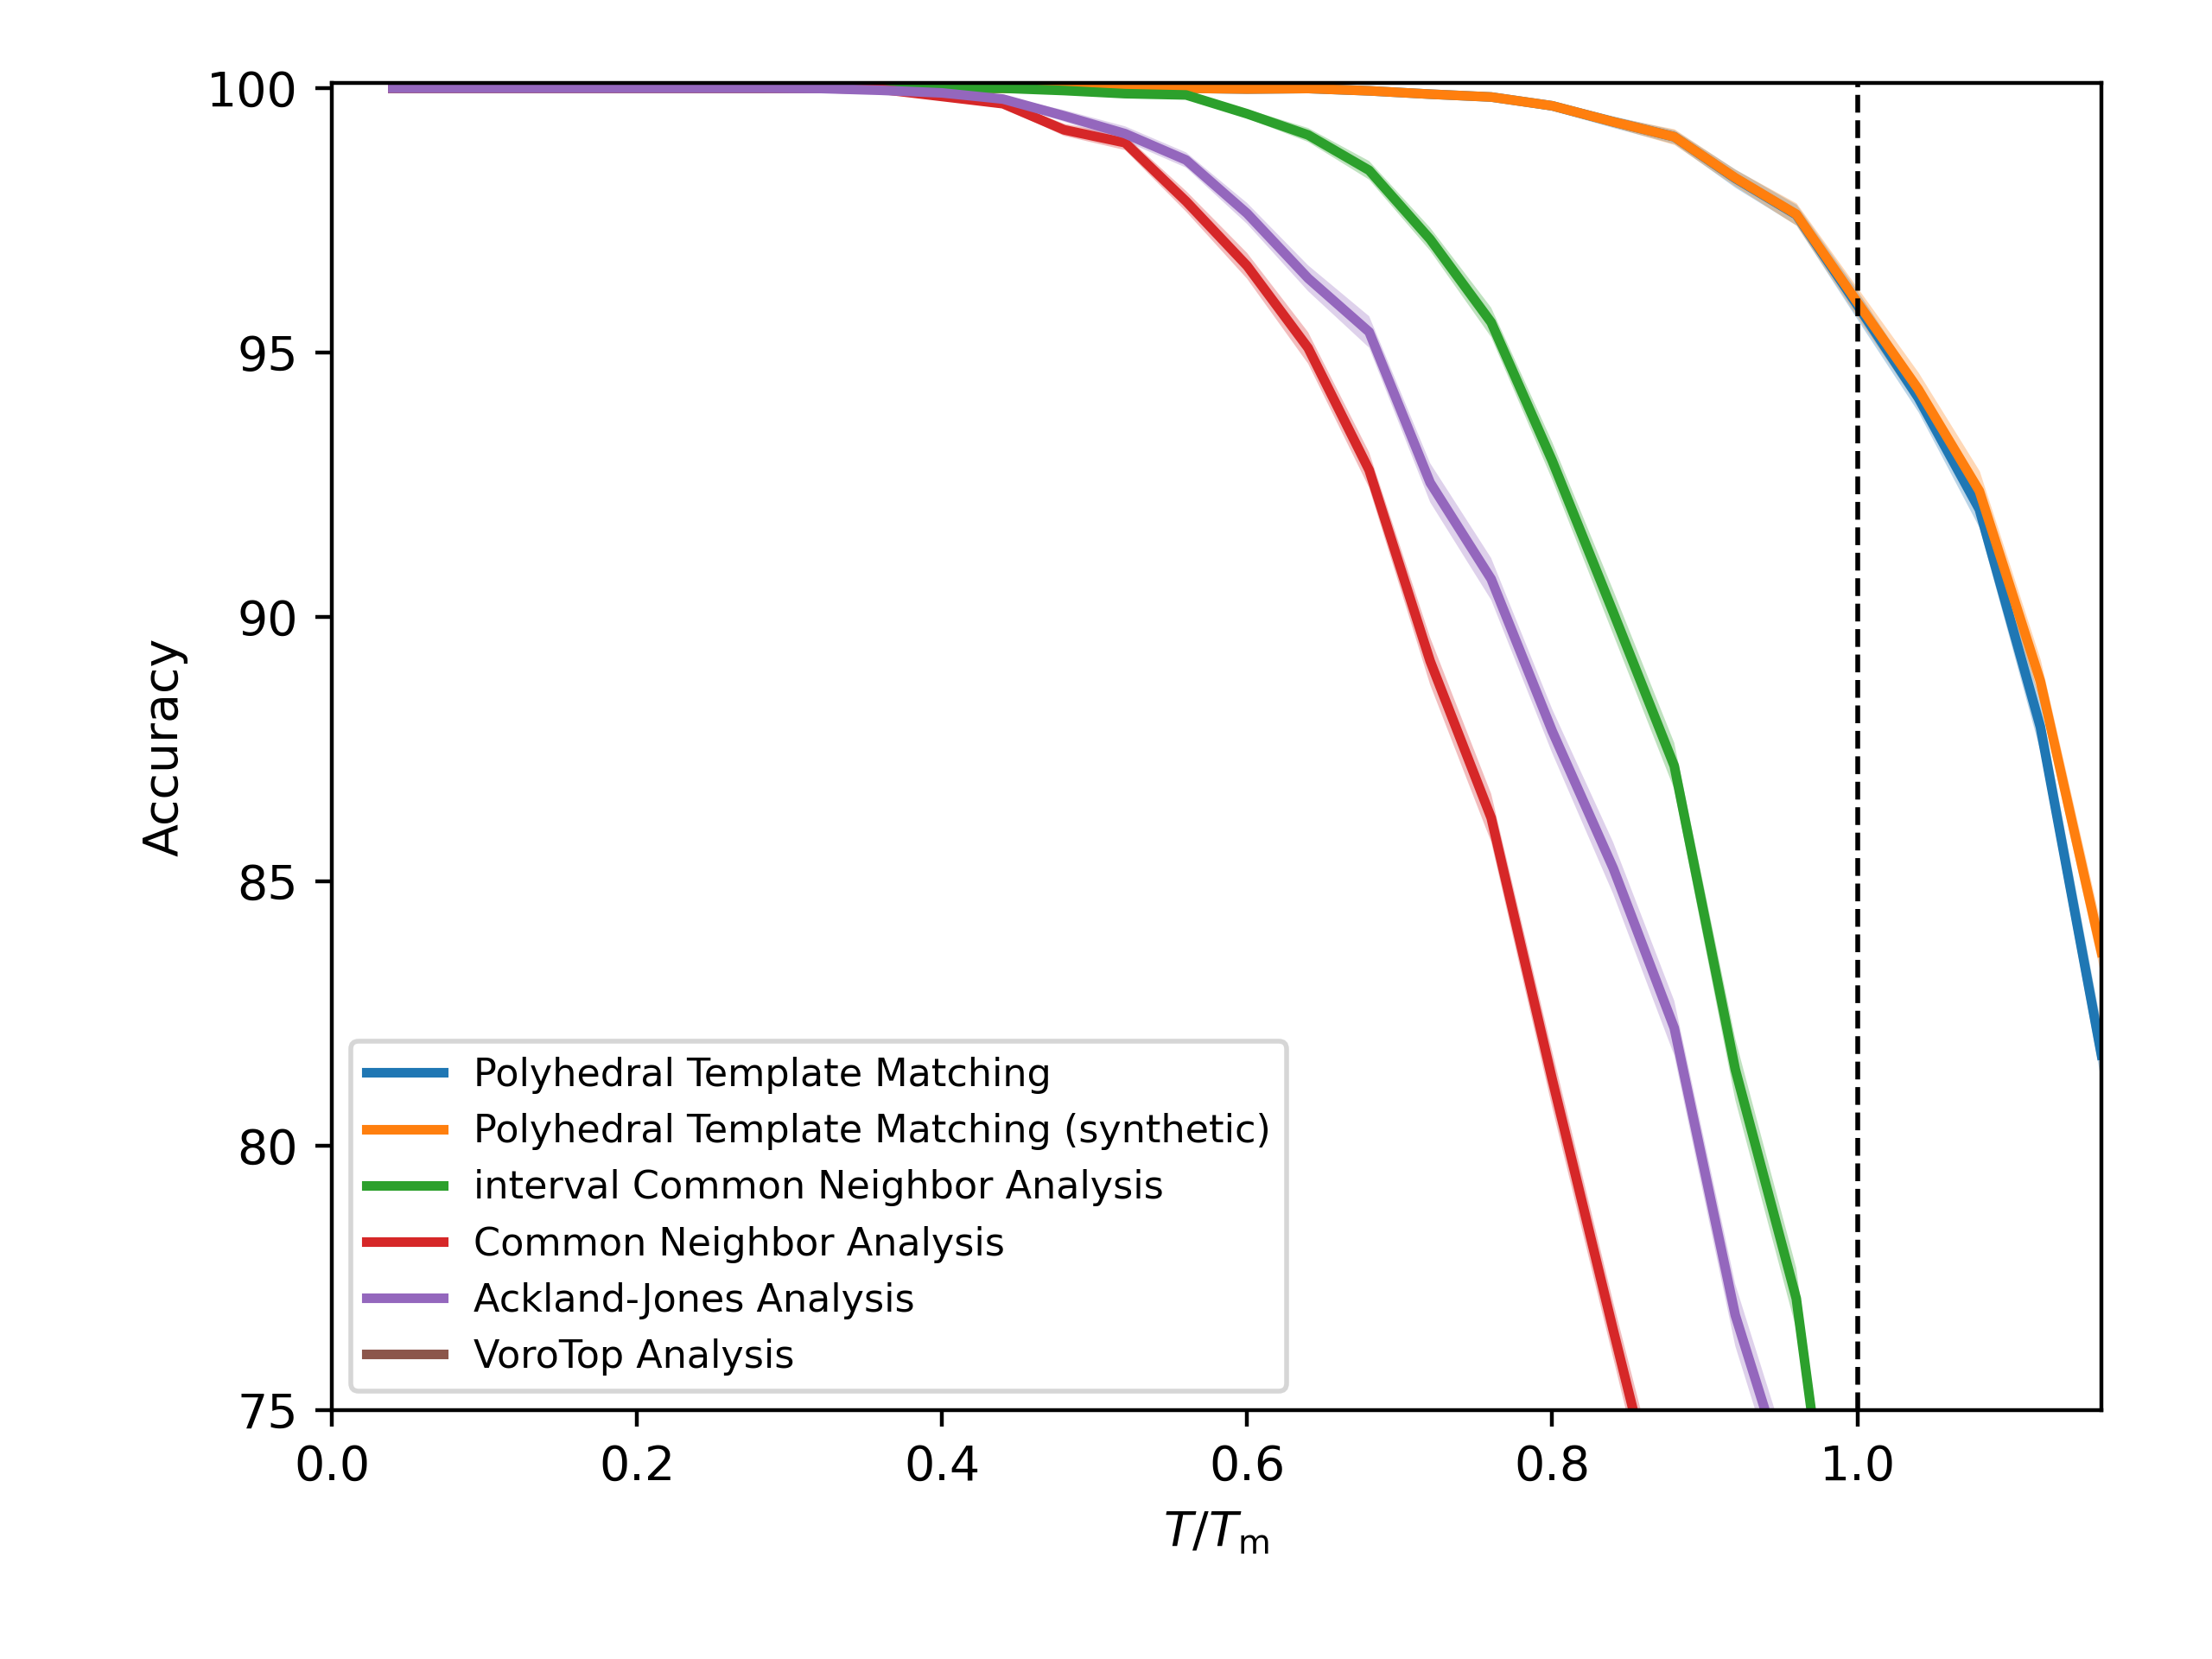 100
95
90
85
80
75
Accuracy
Polyhedral Template Matching
Polyhedral Template Matching (synthetic)
interval Common Neighbor Analysis
Common Neighbor Analysis
Ackland-Jones Analysis
VoroTop Analysis
0.0 0.2 0.4 0.6 0.8 1.0
T/Tm